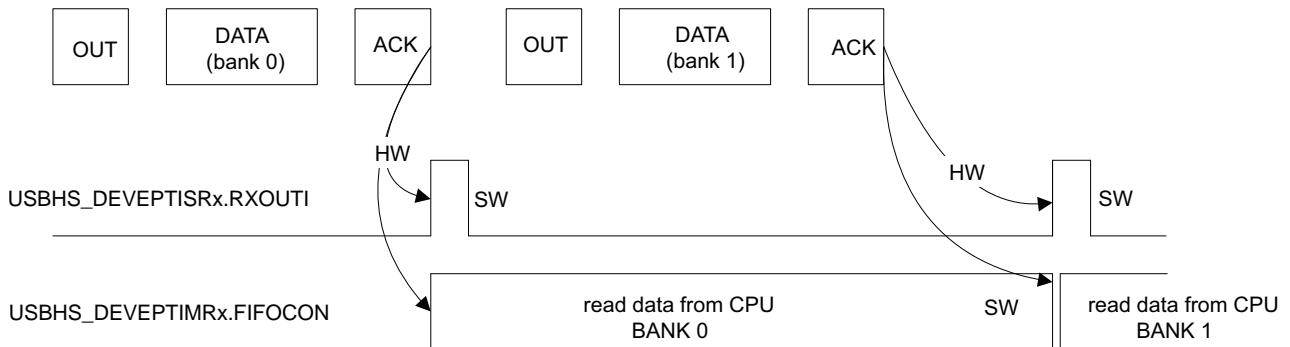 OUT
DATA
(bank 0)
ACK
OUT
DATA
(bank 1)
ACK
HW
HW
USBHS_DEVEPTISRx.RXOUTI
SW
SW
USBHS_DEVEPTIMRx.FIFOCON
read data from CPU
BANK 0
SW
read data from CPU
BANK 1